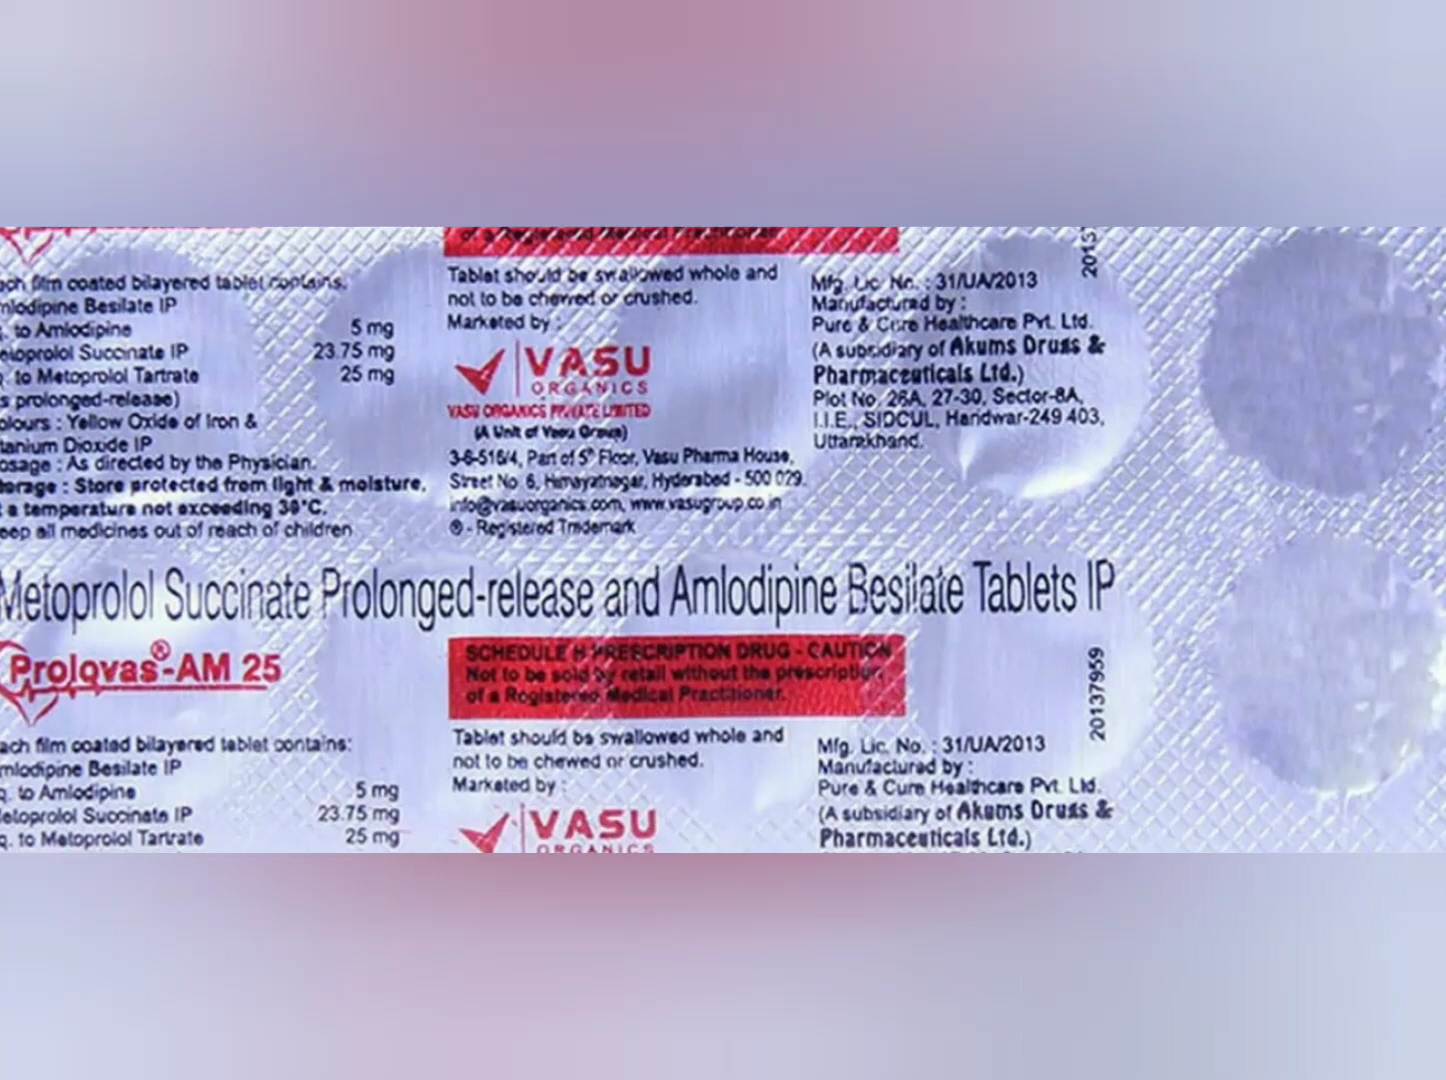 of a Registered Medical Practitioner.
ach film coated bilayered tablet contains:
mlodipine Besilate IP
. to Amlodipine 5 mg
etoprolol Succinate IP 23.75 mg
. to Metoprolol Tartrate 25 mg
s prolonged-release)
olours : Yellow Oxide of Iron &
tanium Dioxide IP
osage : As directed by the Physician.
torage : Store protected from light & moisture,
t a temperature not exceeding 30°C.
eep all medicines out of reach of children
Tablet should be swallowed whole and
not to be chewed or crushed.
Marketed by :
VASU
ORGANICS
VASU ORGANICS PRIVATE LIMITED
(A Unit of Vasu Group)
3-6-516/4, Part of 5th Floor, Vasu Pharma House,
Street No. 6, Himayatnagar, Hyderabad - 500 029.
info@vasuorganics.com, www.vasugroup.co.in
® - Registered Trademark
Mfg. Lic. No. : 31/UA/2013
Manufactured by :
Pure & Cure Healthcare Pvt. Ltd.
(A subsidiary of Akums Drugs &
Pharmaceuticals Ltd.)
Plot No. 26A, 27-30, Sector-8A,
I.I.E., SIDCUL, Haridwar-249 403,
Uttarakhand.
2013
Metoprolol Succinate Prolonged-release and Amlodipine Besilate Tablets IP
Prolovas®-AM 25
SCHEDULE H PRESCRIPTION DRUG - CAUTION
Not to be sold by retail without the prescription
of a Registered Medical Practitioner.
ach film coated bilayered tablet contains:
mlodipine Besilate IP
q. to Amlodipine 5 mg
etoprolol Succinate IP 23.75 mg
q. to Metoprolol Tartrate 25 mg
Tablet should be swallowed whole and
not to be chewed or crushed.
Marketed by :
VASU
ORGANICS
Mfg. Lic. No. : 31/UA/2013
Manufactured by :
Pure & Cure Healthcare Pvt. Ltd.
(A subsidiary of Akums Drugs &
Pharmaceuticals Ltd.)
20137959